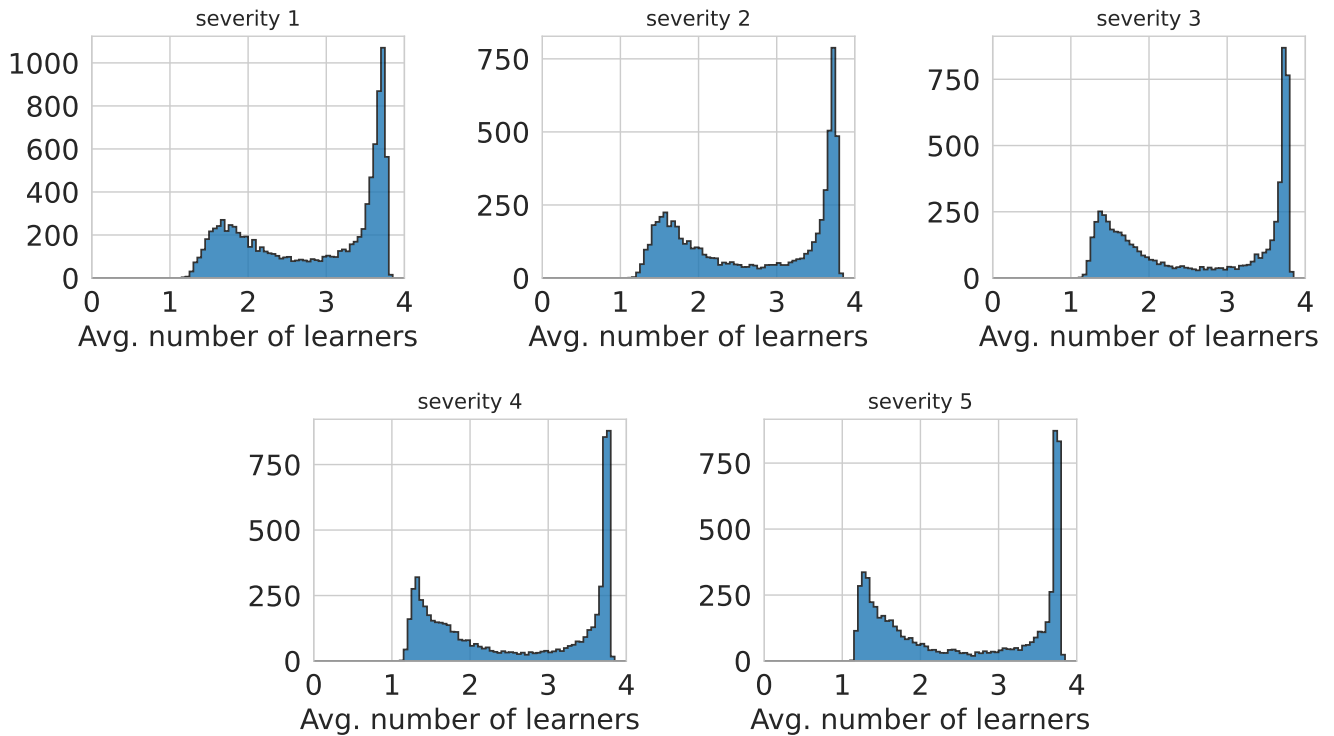 severity 1
1000
800
600
400
200
0
0 1 2 3 4
Avg. number of learners
severity 2
750
500
250
0
0 1 2 3 4
Avg. number of learners
severity 3
750
500
250
0
0 1 2 3 4
Avg. number of learners
severity 4
750
500
250
0
0 1 2 3 4
Avg. number of learners
severity 5
750
500
250
0
0 1 2 3 4
Avg. number of learners